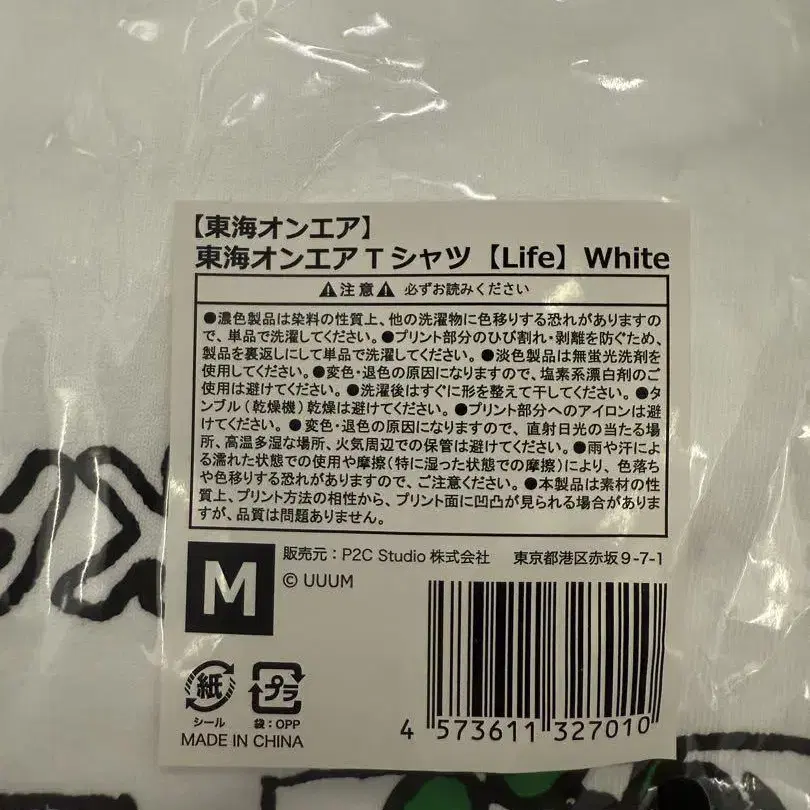 【東海オンエア】
東海オンエアTシャツ【Life】White
⚠注意⚠ 必ずお読みください
●濃色製品は染料の性質上、他の洗濯物に色移りする恐れがありますの
で、単品で洗濯してください。●プリント部分のひび割れ・剥離を防ぐため、
製品を裏返しにして単品で洗濯してください。●淡色製品は無蛍光洗剤を
使用してください。●変色・退色の原因になりますので、塩素系漂白剤のご
使用は避けてください。●洗濯後はすぐに形を整えて干してください。●タ
ンブル(乾燥機)乾燥は避けてください。●プリント部分へのアイロンは避
けてください。●変色・退色の原因になりますので、直射日光の当たる場
所、高温多湿な場所、火気周辺での保管は避けてください。●雨や汗によ
る濡れた状態での使用や摩擦(特に湿った状態での摩擦)により、色落ち
や色移りする恐れがありますので、ご注意ください。●本製品は素材の性
質上、プリント方法の相性から、プリント面に凹凸が見られる場合がありま
すが、品質は問題ありません。
M
販売元:P2C Studio株式会社 東京都港区赤坂9-7-1
© UUUM
紙 プラ
シール 袋:OPP
MADE IN CHINA
4 573611 327010